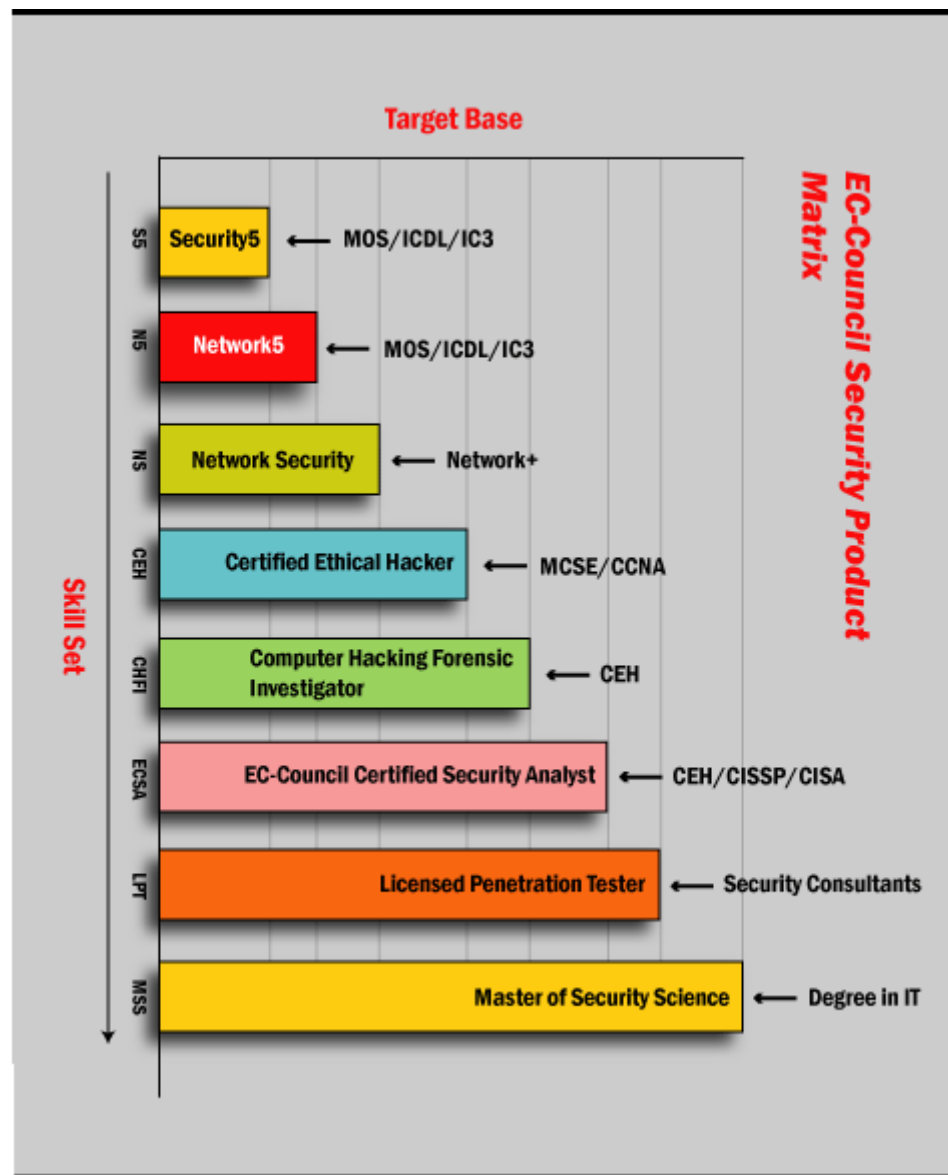 Target Base
EC-Council Security Product
Matrix
Skill Set
S5
Security5
MOS/ICDL/IC3
N5
Network5
MOS/ICDL/IC3
NS
Network Security
Network+
CEH
Certified Ethical Hacker
MCSE/CCNA
CHFI
Computer Hacking Forensic
Investigator
CEH
ECSA
EC-Council Certified Security Analyst
CEH/CISSP/CISA
LPT
Licensed Penetration Tester
Security Consultants
MSS
Master of Security Science
Degree in IT